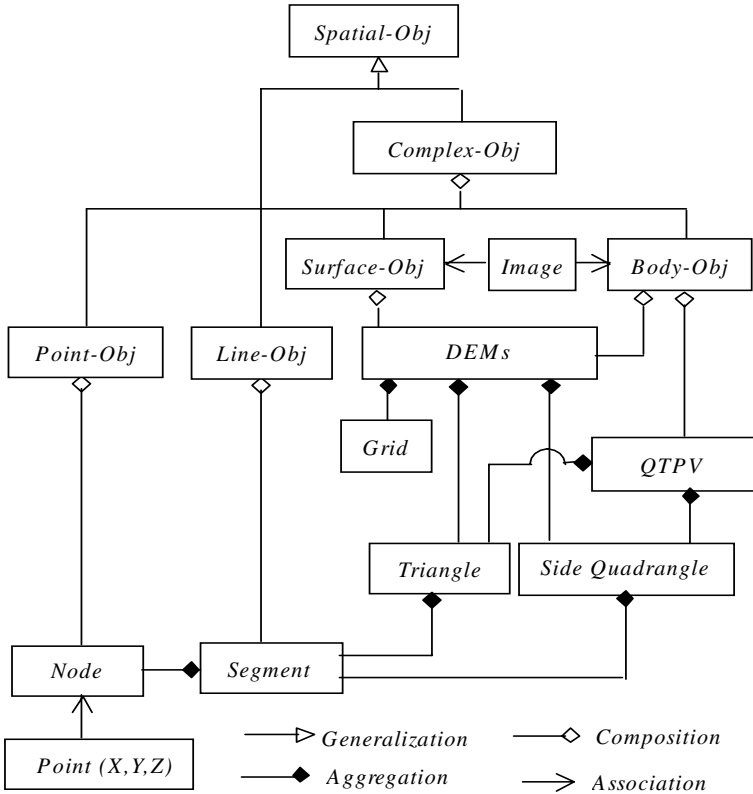 Spatial-Obj
Complex-Obj
Surface-Obj
Image
Body-Obj
Point-Obj
Line-Obj
DEMs
Grid
QTPV
Triangle
Side Quadrangle
Node
Segment
Point (X,Y,Z)
Generalization
Composition
Aggregation
Association